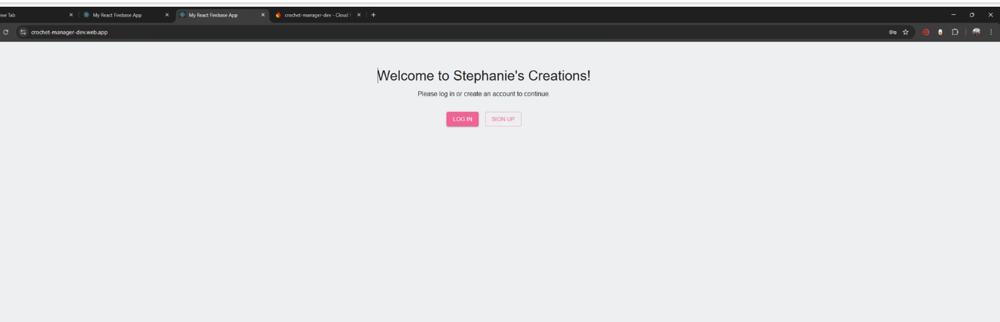 ew Tab
My React Firebase App
My React Firebase App
crochet-manager-dev - Cloud
crochet-manager-dev.web.app
Welcome to Stephanie's Creations!
Please log in or create an account to continue.
LOG IN
SIGN UP